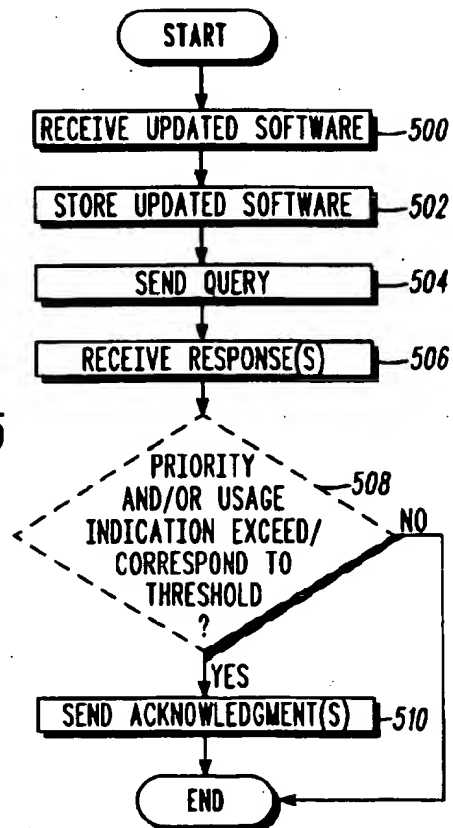 START
RECEIVE UPDATED SOFTWARE 500
STORE UPDATED SOFTWARE 502
SEND QUERY 504
RECEIVE RESPONSE(S) 506
PRIORITY
AND/OR USAGE
INDICATION EXCEED/
CORRESPOND TO
THRESHOLD
?
508
NO
YES
SEND ACKNOWLEDGMENT(S) 510
END